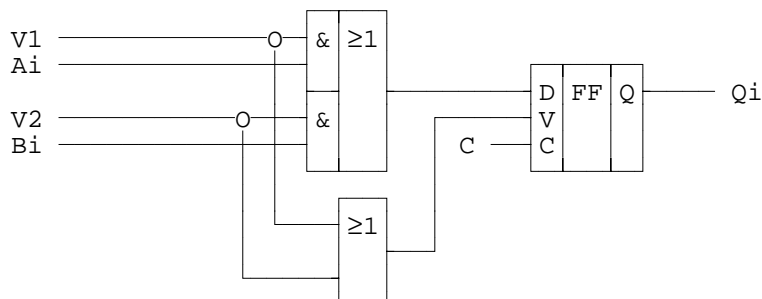 V1 & ≥1
Ai
D FF Q Qi
V2 & V
Bi C C
≥1